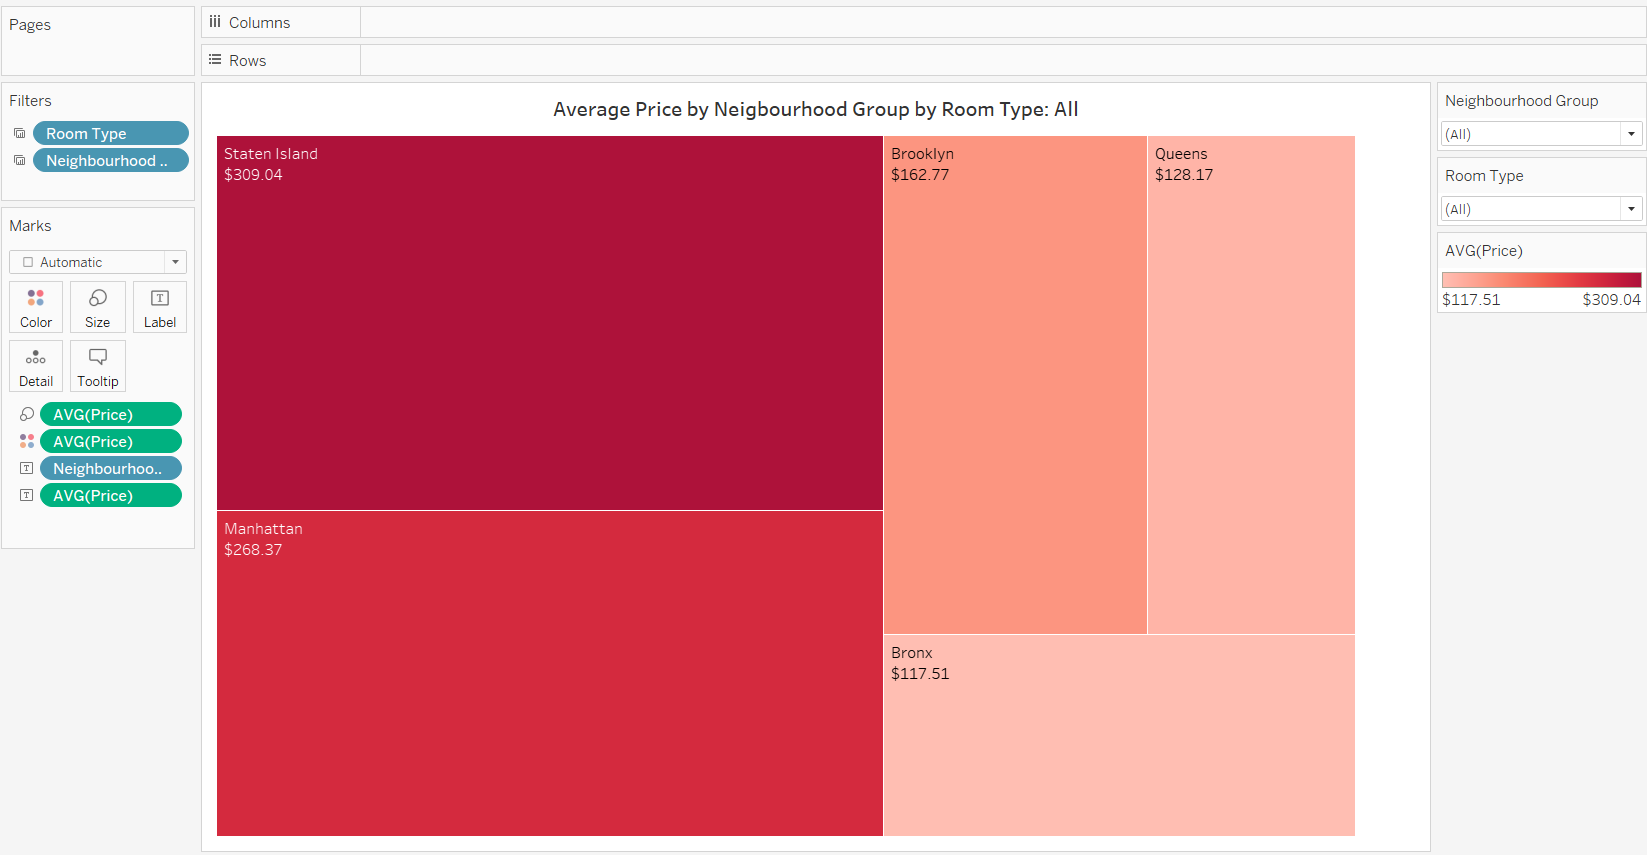 Pages
Columns
Rows
Filters
Room Type
Neighbourhood ..
Marks
Automatic
Color
Size
Label
Detail
Tooltip
AVG(Price)
AVG(Price)
Neighbourhoo..
AVG(Price)
Average Price by Neigbourhood Group by Room Type: All
Staten Island
$309.04
Manhattan
$268.37
Brooklyn
$162.77
Queens
$128.17
Bronx
$117.51
Neighbourhood Group
(All)
Room Type
(All)
AVG(Price)
$117.51 $309.04